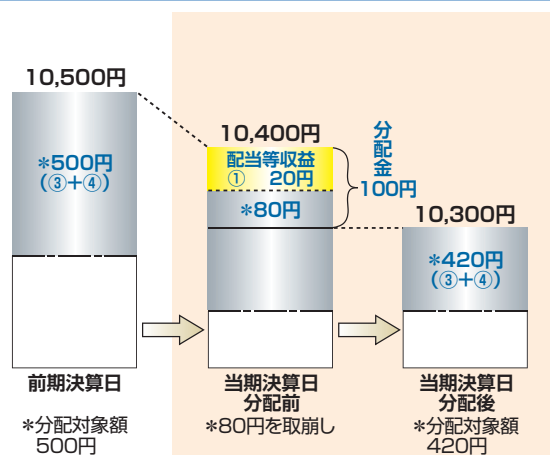 10,500円
＊500円
(③+④)
前期決算日
＊分配対象額
500円
10,400円
配当等収益
① 20円
＊80円
分配金
100円
当期決算日
分配前
＊80円を取崩し
10,300円
＊420円
(③+④)
当期決算日
分配後
＊分配対象額
420円